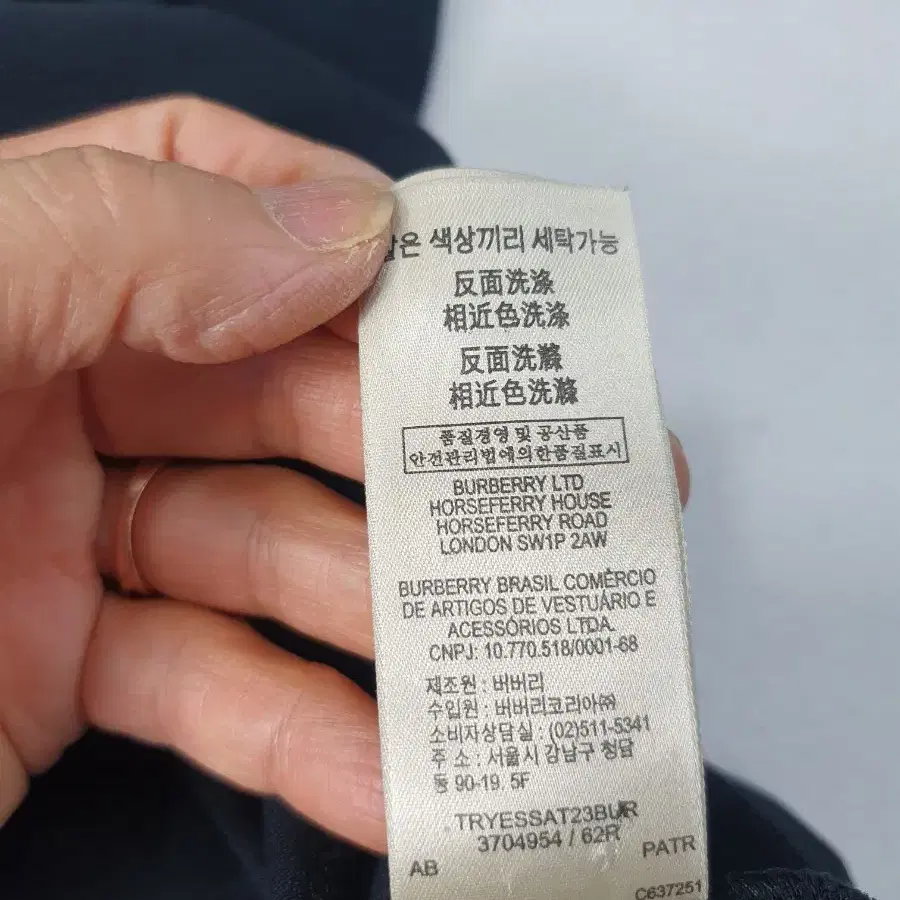 은 색상끼리 세탁가능
反面洗涤
相近色洗涤
反面洗滌
相近色洗滌
품질경영 및 공산품
안전관리법에의한품질표시
BURBERRY LTD
HORSEFERRY HOUSE
HORSEFERRY ROAD
LONDON SW1P 2AW
BURBERRY BRASIL COMÉRCIO
DE ARTIGOS DE VESTUÁRIO E
ACESSÓRIOS LTDA.
CNPJ: 10.770.518/0001-68
제조원 : 버버리
수입원 : 버버리코리아㈜
소비자상담실 : (02)511-5341
주 소 : 서울시 강남구 청담
동 90-19. 5F
TRYESSAT23BUR
3704954 / 62R
AB
PATR
C637251